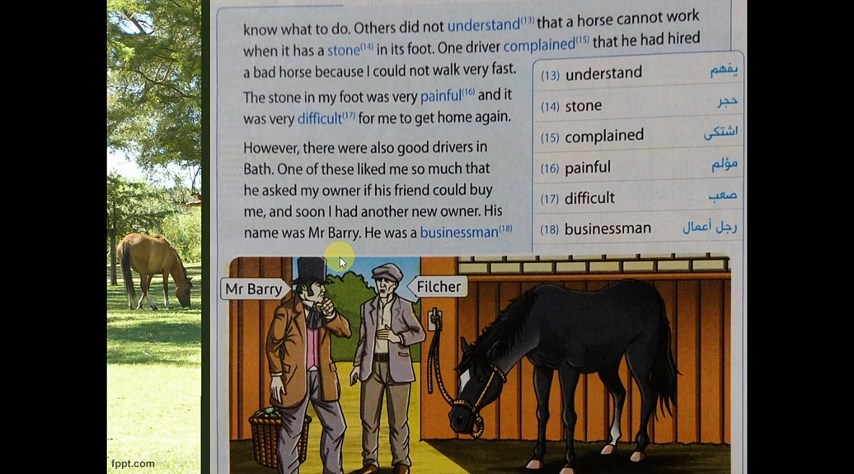 know what to do. Others did not understand(13) that a horse cannot work
when it has a stone(14) in its foot. One driver complained(15) that he had hired
a bad horse because I could not walk very fast.
The stone in my foot was very painful(16) and it
was very difficult(17) for me to get home again.
However, there were also good drivers in
Bath. One of these liked me so much that
he asked my owner if his friend could buy
me, and soon I had another new owner. His
name was Mr Barry. He was a businessman(18)
(13) understand يفهم
(14) stone حجر
(15) complained اشتكى
(16) painful مؤلم
(17) difficult صعب
(18) businessman رجل أعمال
Mr Barry
Filcher
fppt.com